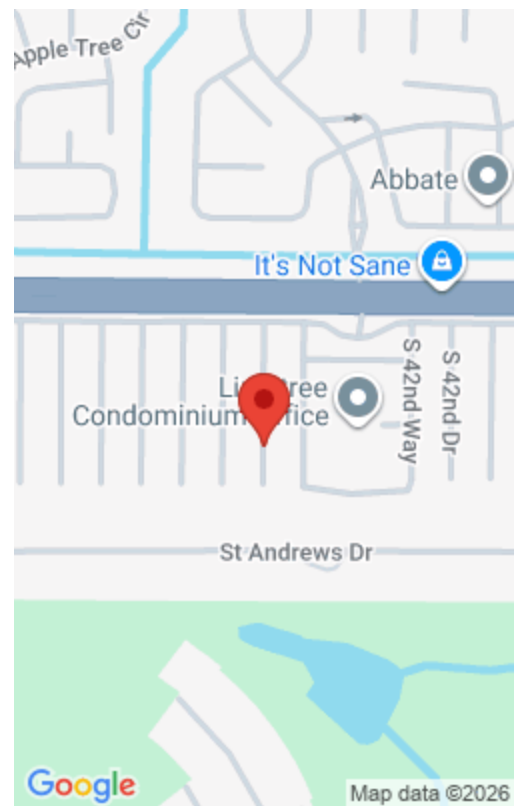 Apple Tree Cir
Abbate
It's Not Sane
S 42nd Way
S 42nd Dr
Condominium
St Andrews Dr
Google
Map data ©2026